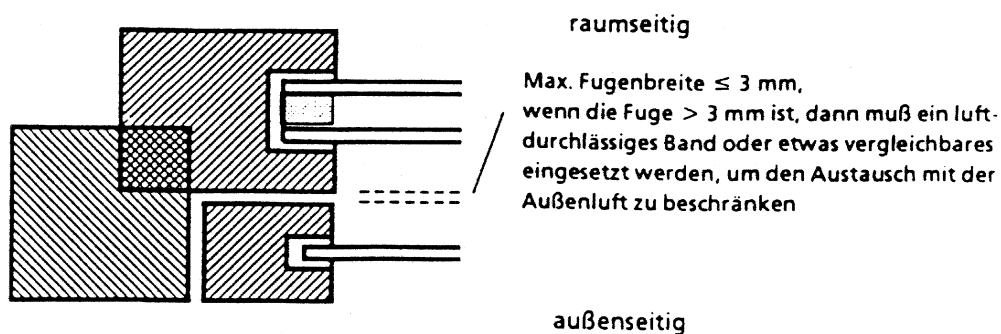 raumseitig
Max. Fugenbreite ≤ 3 mm,
wenn die Fuge > 3 mm ist, dann muß ein luft-
durchlässiges Band oder etwas vergleichbares
eingesetzt werden, um den Austausch mit der
Außenluft zu beschränken
außenseitig